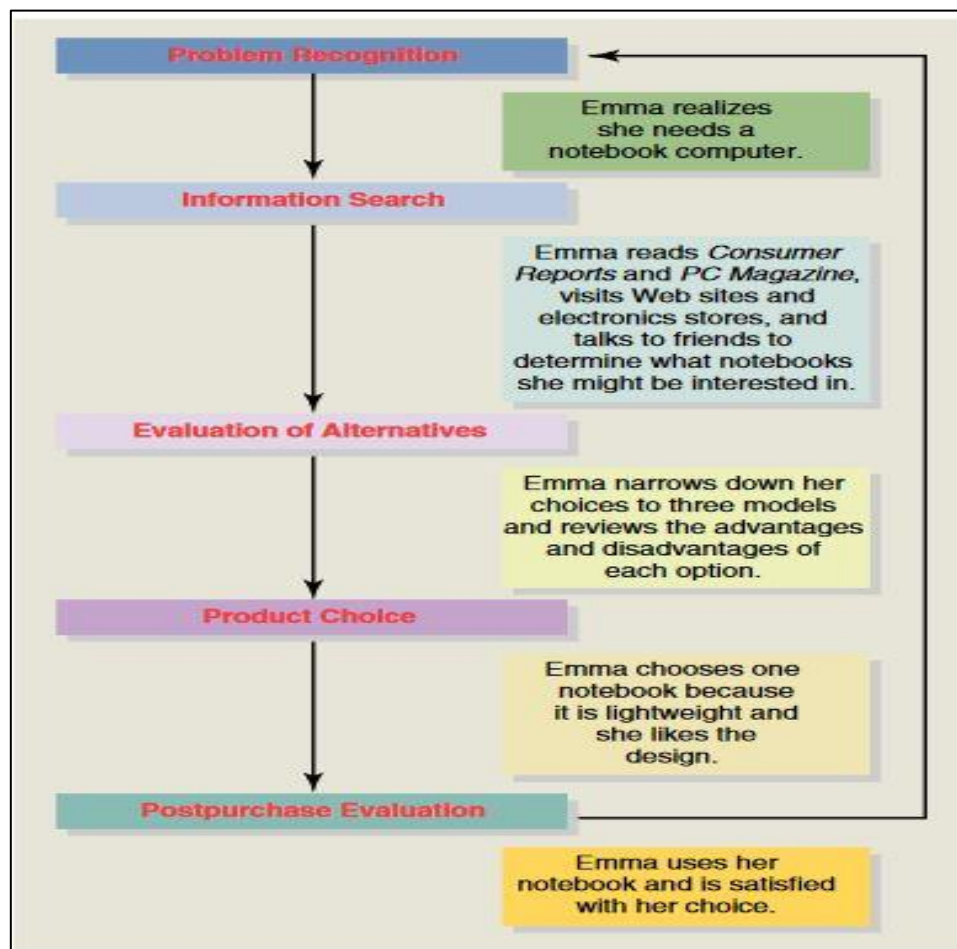 Problem Recognition
Emma realizes
she needs a
notebook computer.
Information Search
Emma reads Consumer
Reports and PC Magazine,
visits Web sites and
electronics stores, and
talks to friends to
determine what notebooks
she might be interested in.
Evaluation of Alternatives
Emma narrows down her
choices to three models
and reviews the advantages
and disadvantages of
each option.
Product Choice
Emma chooses one
notebook because
it is lightweight and
she likes the
design.
Postpurchase Evaluation
Emma uses her
notebook and is satisfied
with her choice.